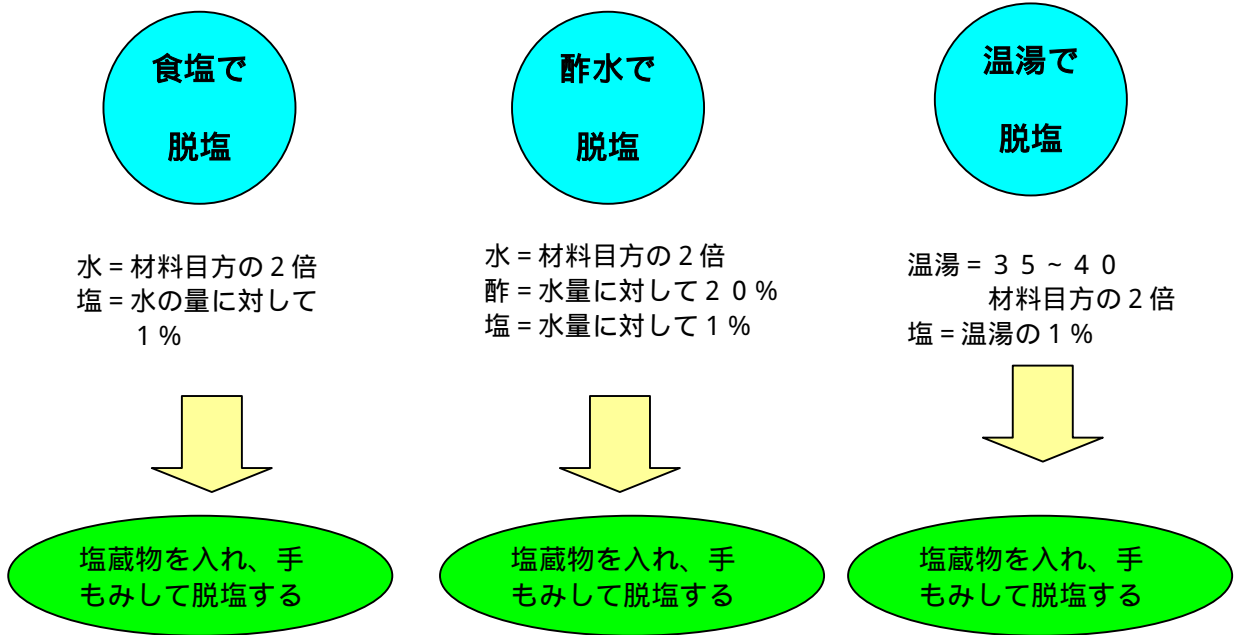 食塩で
脱塩
水=材料目方の2倍
塩=水の量に対して
1%
塩蔵物を入れ、手
もみして脱塩する
酢水で
脱塩
水=材料目方の2倍
酢=水量に対して20%
塩=水量に対して1%
塩蔵物を入れ、手
もみして脱塩する
温湯で
脱塩
温湯=35~40
材料目方の2倍
塩=温湯の1%
塩蔵物を入れ、手
もみして脱塩する